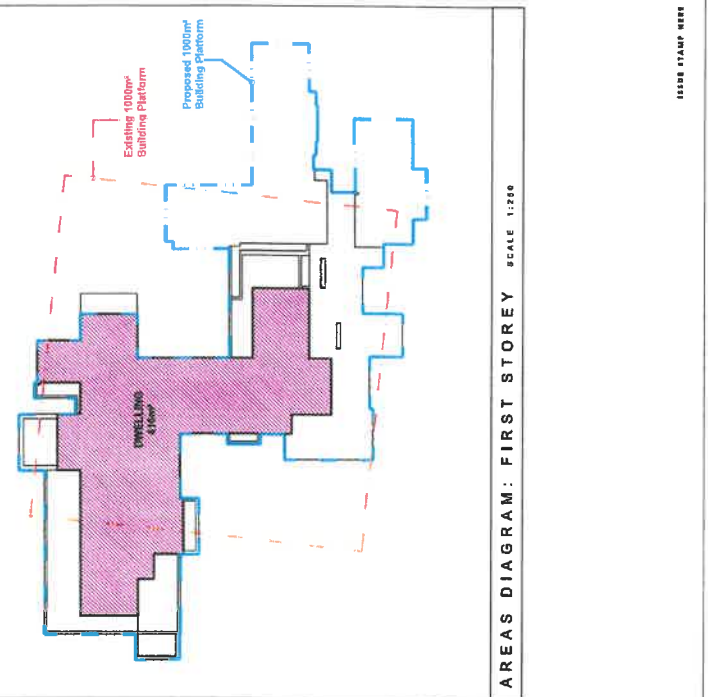 Existing 1000m²
Building Platform
Proposed 1000m²
Building Platform
DWELLING
AREAS DIAGRAM: FIRST STOREY SCALE 1:250
ISSUE STAMP HERE